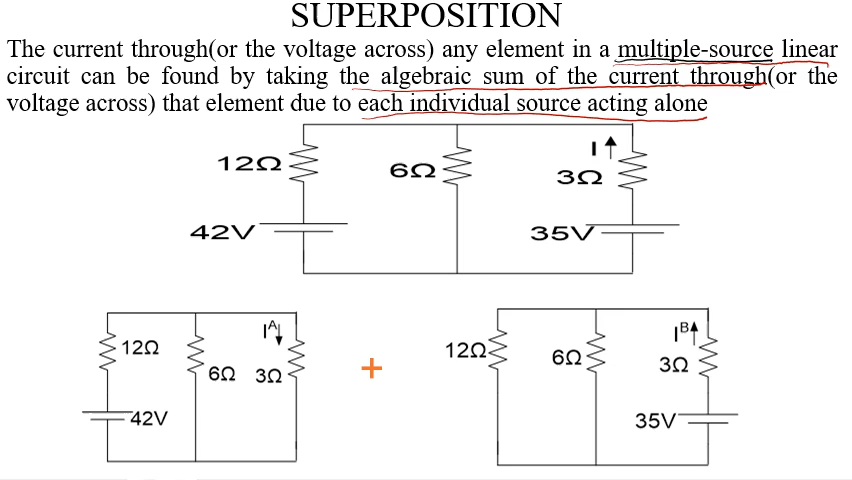 SUPERPOSITION
The current through(or the voltage across) any element in a multiple-source linear
circuit can be found by taking the algebraic sum of the current through(or the
voltage across) that element due to each individual source acting alone
12Ω
6Ω
I
3Ω
42V
35V
12Ω
6Ω
I A
3Ω
42V
+
12Ω
6Ω
I B
3Ω
35V